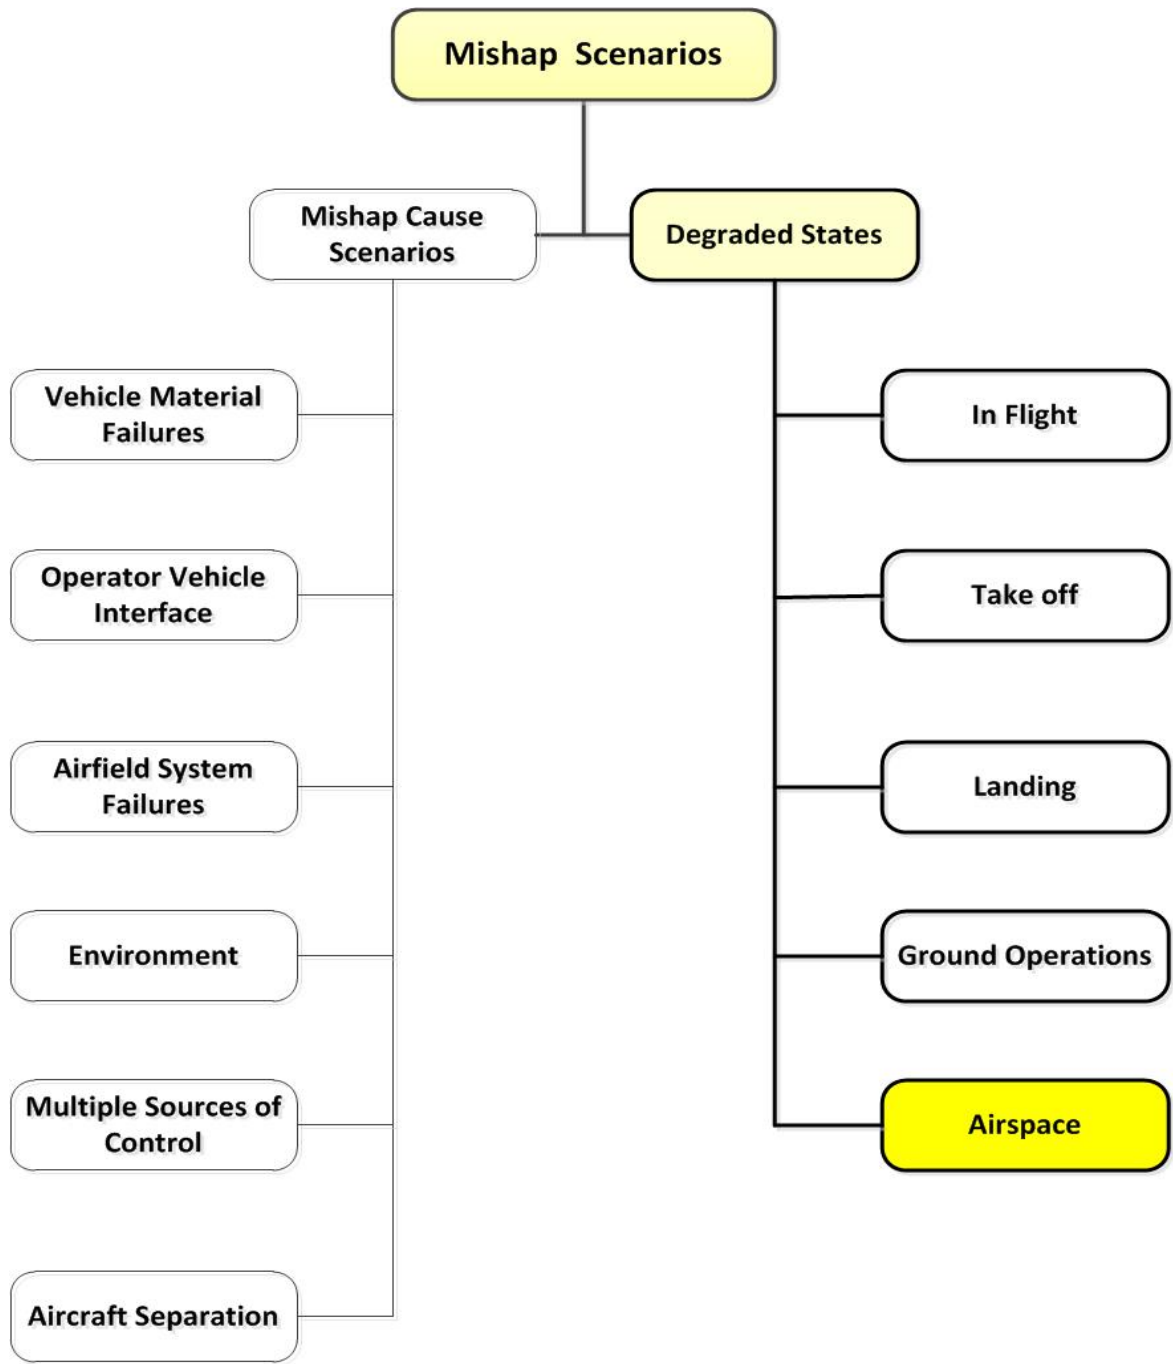 Mishap Scenarios
Mishap Cause
Scenarios
Degraded States
Vehicle Material
Failures
In Flight
Operator Vehicle
Interface
Take off
Airfield System
Failures
Landing
Environment
Ground Operations
Multiple Sources of
Control
Airspace
Aircraft Separation